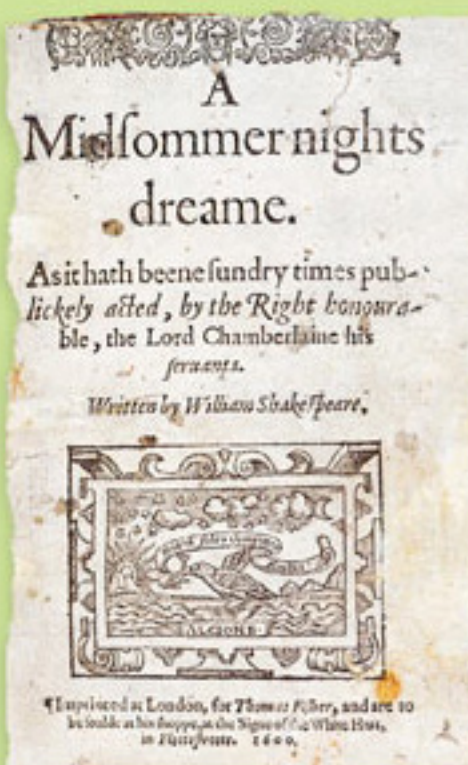 A
Midſommer nights
dreame.
As it hath beene ſundry times pub-
lickely acted, by the Right honoura-
ble, the Lord Chamberlaine his
ſeruants.
Written by William Shakeſpeare.
ALCIONE
¶ Imprinted at London, for Thomas Fiſher, and are to
be ſoulde at his ſhoppe, at the Signe of the White Hart,
in Fleeteſtreete. 1600.